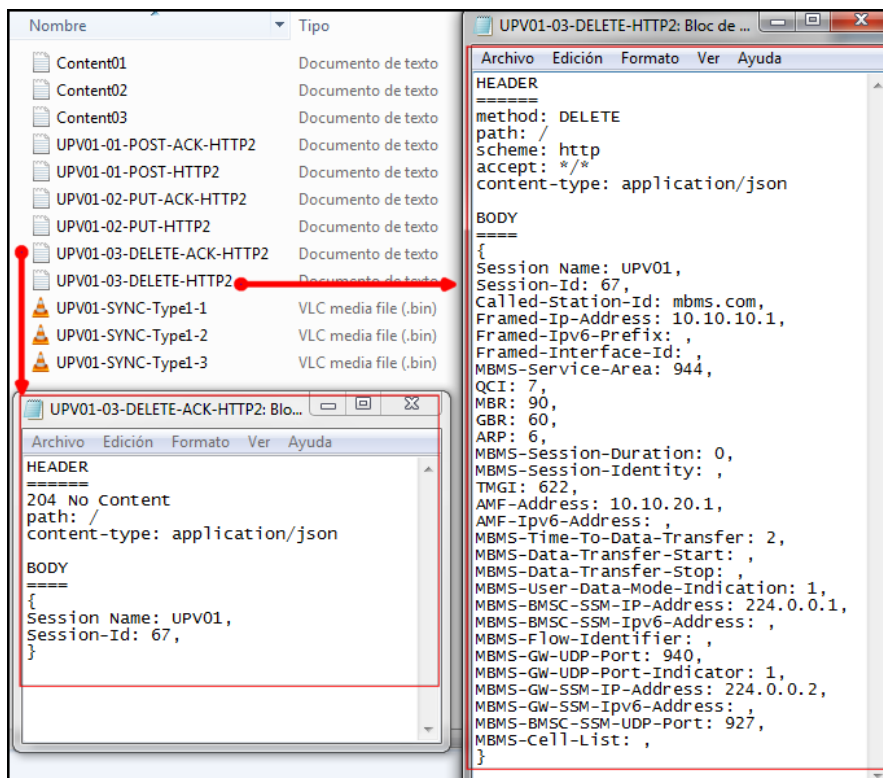 Nombre Tipo
Content01 Documento de texto
Content02 Documento de texto
Content03 Documento de texto
UPV01-01-POST-ACK-HTTP2 Documento de texto
UPV01-01-POST-HTTP2 Documento de texto
UPV01-02-PUT-ACK-HTTP2 Documento de texto
UPV01-02-PUT-HTTP2 Documento de texto
UPV01-03-DELETE-ACK-HTTP2 Documento de texto
UPV01-03-DELETE-HTTP2 Documento de texto
UPV01-SYNC-Type1-1 VLC media file (.bin)
UPV01-SYNC-Type1-2 VLC media file (.bin)
UPV01-SYNC-Type1-3 VLC media file (.bin)
UPV01-03-DELETE-ACK-HTTP2: Blo...
Archivo Edición Formato Ver Ayuda
HEADER
======
204 No Content
path: /
content-type: application/json
BODY
====
{
Session Name: UPV01,
Session-Id: 67,
}
UPV01-03-DELETE-HTTP2: Bloc de ...
Archivo Edición Formato Ver Ayuda
HEADER
======
method: DELETE
path: /
scheme: http
accept: */*
content-type: application/json
BODY
====
{
Session Name: UPV01,
Session-Id: 67,
Called-Station-Id: mbms.com,
Framed-Ip-Address: 10.10.10.1,
Framed-Ipv6-Prefix: ,
Framed-Interface-Id: ,
MBMS-Service-Area: 944,
QCI: 7,
MBR: 90,
GBR: 60,
ARP: 6,
MBMS-Session-Duration: 0,
MBMS-Session-Identity: ,
TMGI: 622,
AMF-Address: 10.10.20.1,
AMF-Ipv6-Address: ,
MBMS-Time-To-Data-Transfer: 2,
MBMS-Data-Transfer-Start: ,
MBMS-Data-Transfer-Stop: ,
MBMS-User-Data-Mode-Indication: 1,
MBMS-BMSC-SSM-IP-Address: 224.0.0.1,
MBMS-BMSC-SSM-Ipv6-Address: ,
MBMS-Flow-Identifier: ,
MBMS-GW-UDP-Port: 940,
MBMS-GW-UDP-Port-Indicator: 1,
MBMS-GW-SSM-IP-Address: 224.0.0.2,
MBMS-GW-SSM-Ipv6-Address: ,
MBMS-BMSC-SSM-UDP-Port: 927,
MBMS-Cell-List: ,
}